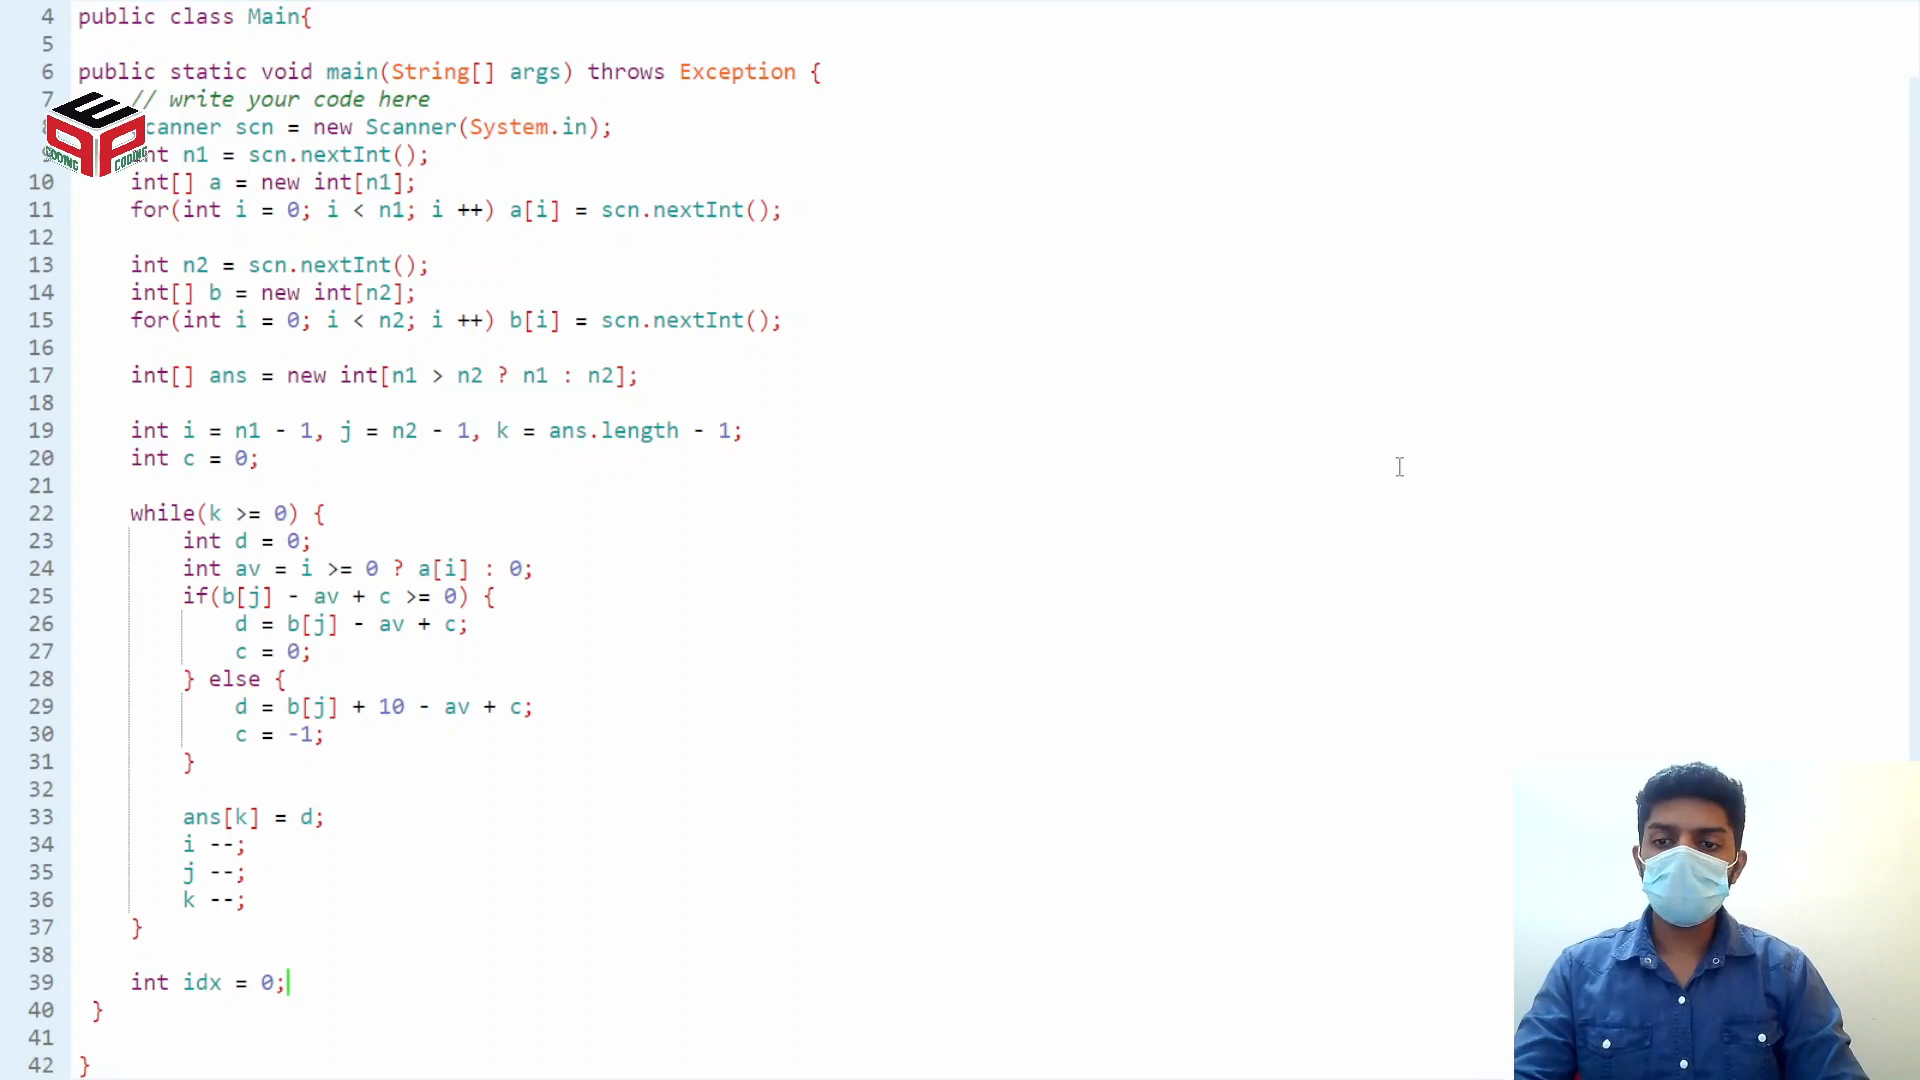 4 public class Main{
5
6 public static void main(String[] args) throws Exception {
7 // write your code here
8 canner scn = new Scanner(System.in);
9 int n1 = scn.nextInt();
10 int[] a = new int[n1];
11 for(int i = 0; i < n1; i ++) a[i] = scn.nextInt();
12
13 int n2 = scn.nextInt();
14 int[] b = new int[n2];
15 for(int i = 0; i < n2; i ++) b[i] = scn.nextInt();
16
17 int[] ans = new int[n1 > n2 ? n1 : n2];
18
19 int i = n1 - 1, j = n2 - 1, k = ans.length - 1;
20 int c = 0;
21
22 while(k >= 0) {
23 int d = 0;
24 int av = i >= 0 ? a[i] : 0;
25 if(b[j] - av + c >= 0) {
26 d = b[j] - av + c;
27 c = 0;
28 } else {
29 d = b[j] + 10 - av + c;
30 c = -1;
31 }
32
33 ans[k] = d;
34 i --;
35 j --;
36 k --;
37 }
38
39 int idx = 0;
40 }
41
42 }
PEP
CODING CODING